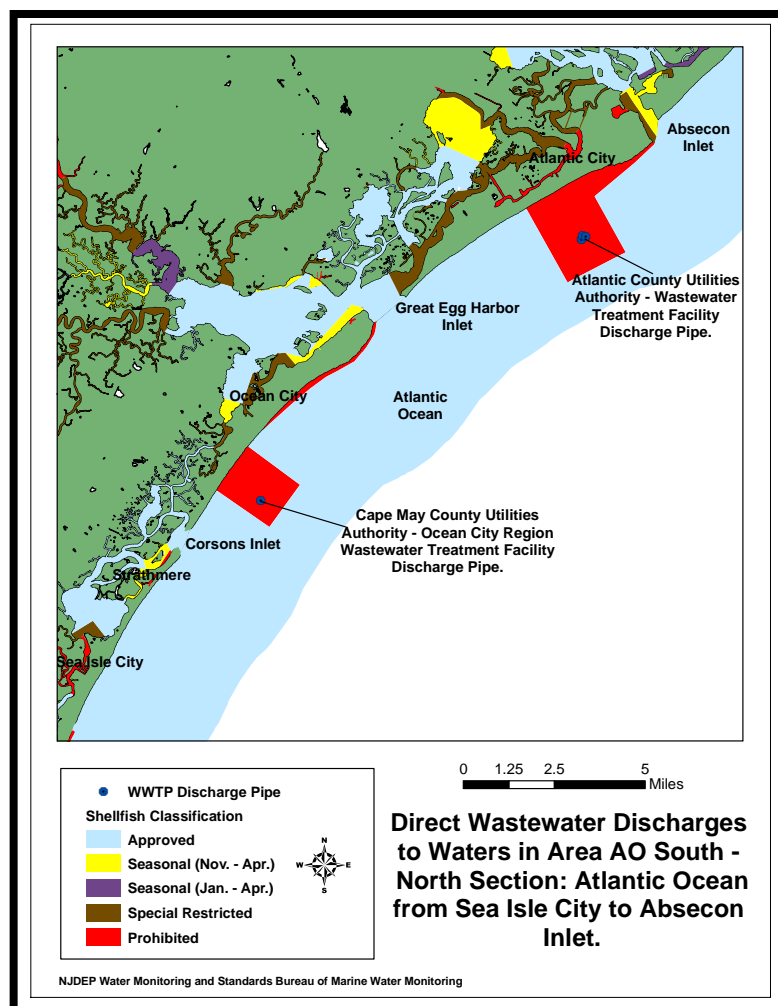 Absecon
Inlet
Atlantic City
Atlantic County Utilities
Authority - Wastewater
Treatment Facility
Discharge Pipe.
Great Egg Harbor
Inlet
Ocean City
Atlantic
Ocean
Cape May County Utilities
Authority - Ocean City Region
Wastewater Treatment Facility
Discharge Pipe.
Corsons Inlet
Strathmere
Sea Isle City
WWTP Discharge Pipe
Shellfish Classification
Approved
Seasonal (Nov. - Apr.)
Seasonal (Jan. - Apr.)
Special Restricted
Prohibited
N
W E
S
0 1.25 2.5 5
Miles
Direct Wastewater Discharges
to Waters in Area AO South -
North Section: Atlantic Ocean
from Sea Isle City to Absecon
Inlet.
NJDEP Water Monitoring and Standards Bureau of Marine Water Monitoring